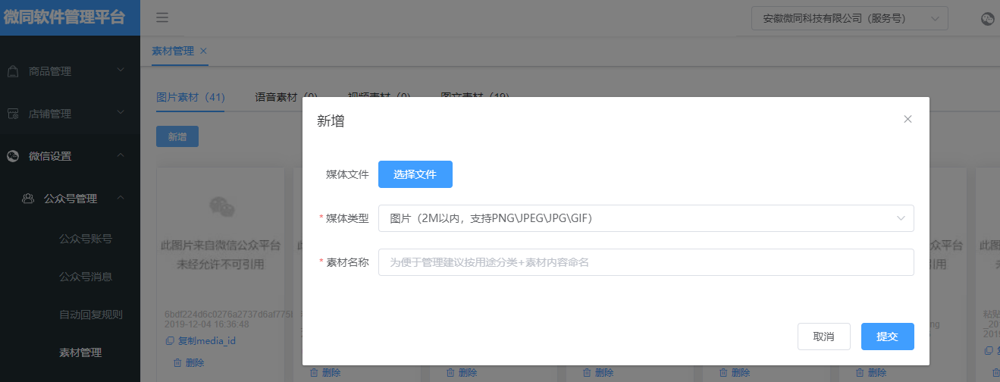 微同软件管理平台
安徽微同科技有限公司（服务号）
素材管理
商品管理
店铺管理
微信设置
公众号管理
公众号账号
公众号消息
自动回复规则
素材管理
图片素材（41）
语音素材（0）
视频素材（0）
图文素材（19）
新增
新增
媒体文件
选择文件
* 媒体类型
图片（2M以内，支持PNG\JPEG\JPG\GIF）
* 素材名称
为便于管理建议按用途分类+素材内容命名
取消
提交
此图片来自微信公众平台
未经允许不可引用
6bdf224d6c0276a2737d6af775
2019-12-04 16:36:48
复制media_id
删除
删除
删除
删除
删除
删除
众平台
引用
ng
此图
粘贴
_20
2019